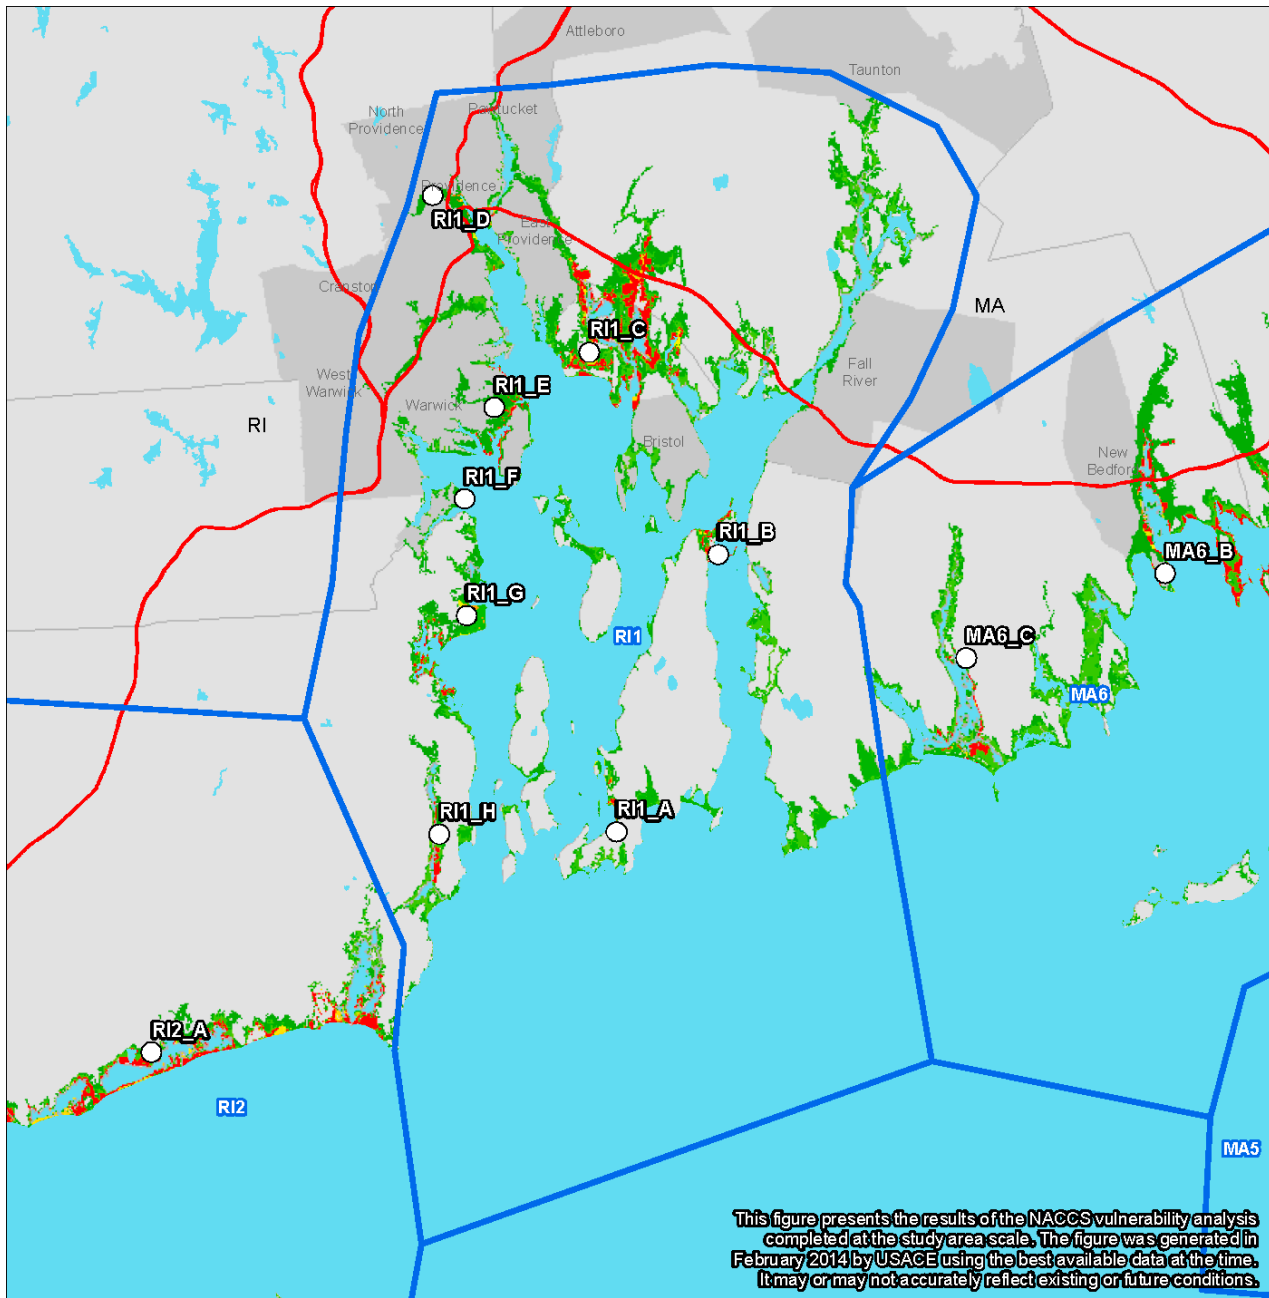 Attleboro
Taunton
North
Providence
Pawtucket
Providence
RI1_D
East
Providence
Cranston
MA
RI1_C
Fall
River
West
Warwick
Warwick
RI1_E
RI
Bristol
New
Bedford
RI1_F
RI1_B
MA6_B
RI1_G
RI1
MA6_C
MA6
RI1_H
RI1_A
RI2_A
RI2
MA5
This figure presents the results of the NACCS vulnerability analysis
completed at the study area scale. The figure was generated in
February 2014 by USACE using the best available data at the time.
It may or may not accurately reflect existing or future conditions.